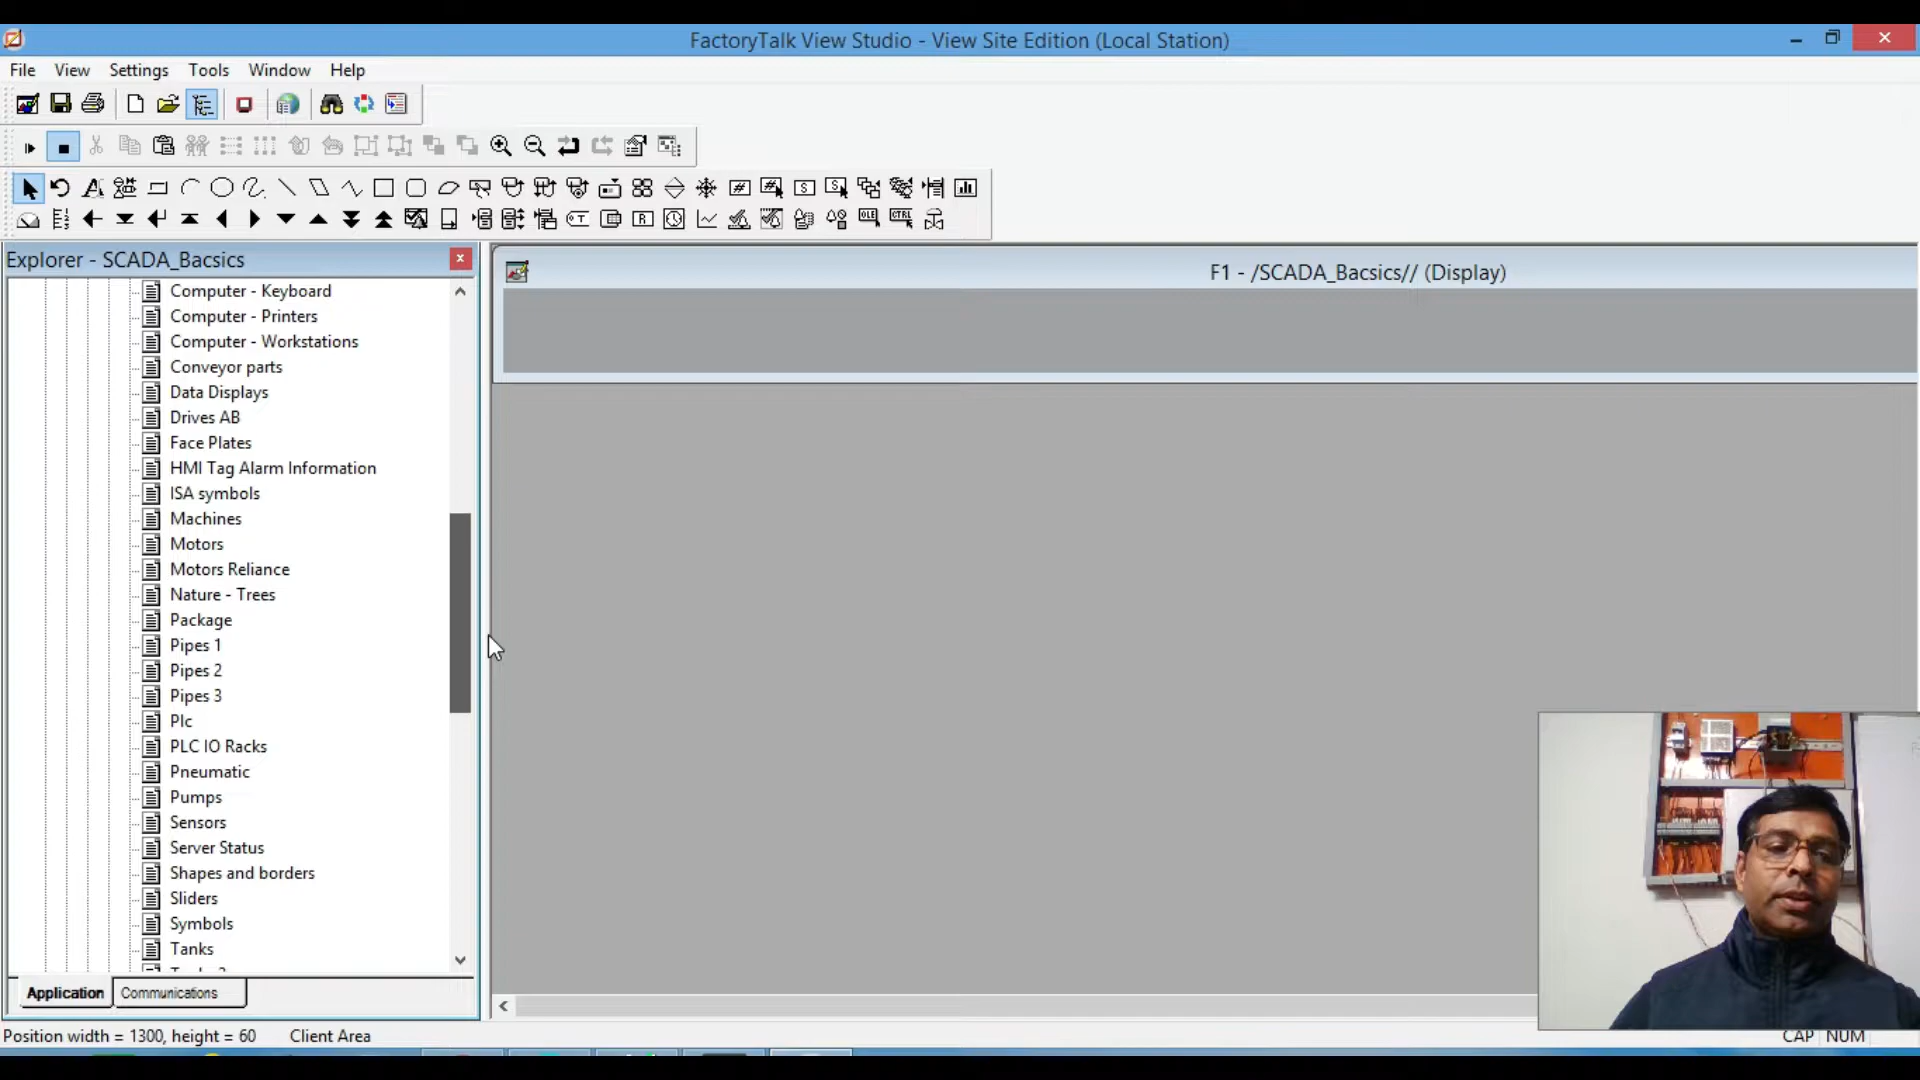 FactoryTalk View Studio - View Site Edition (Local Station)
File View Settings Tools Window Help
Explorer - SCADA_Bacsics
F1 - /SCADA_Bacsics// (Display)
Computer - Keyboard
Computer - Printers
Computer - Workstations
Conveyor parts
Data Displays
Drives AB
Face Plates
HMI Tag Alarm Information
ISA symbols
Machines
Motors
Motors Reliance
Nature - Trees
Package
Pipes 1
Pipes 2
Pipes 3
Plc
PLC IO Racks
Pneumatic
Pumps
Sensors
Server Status
Shapes and borders
Sliders
Symbols
Tanks
Application Communications
Position width = 1300, height = 60 Client Area
CAP NUM